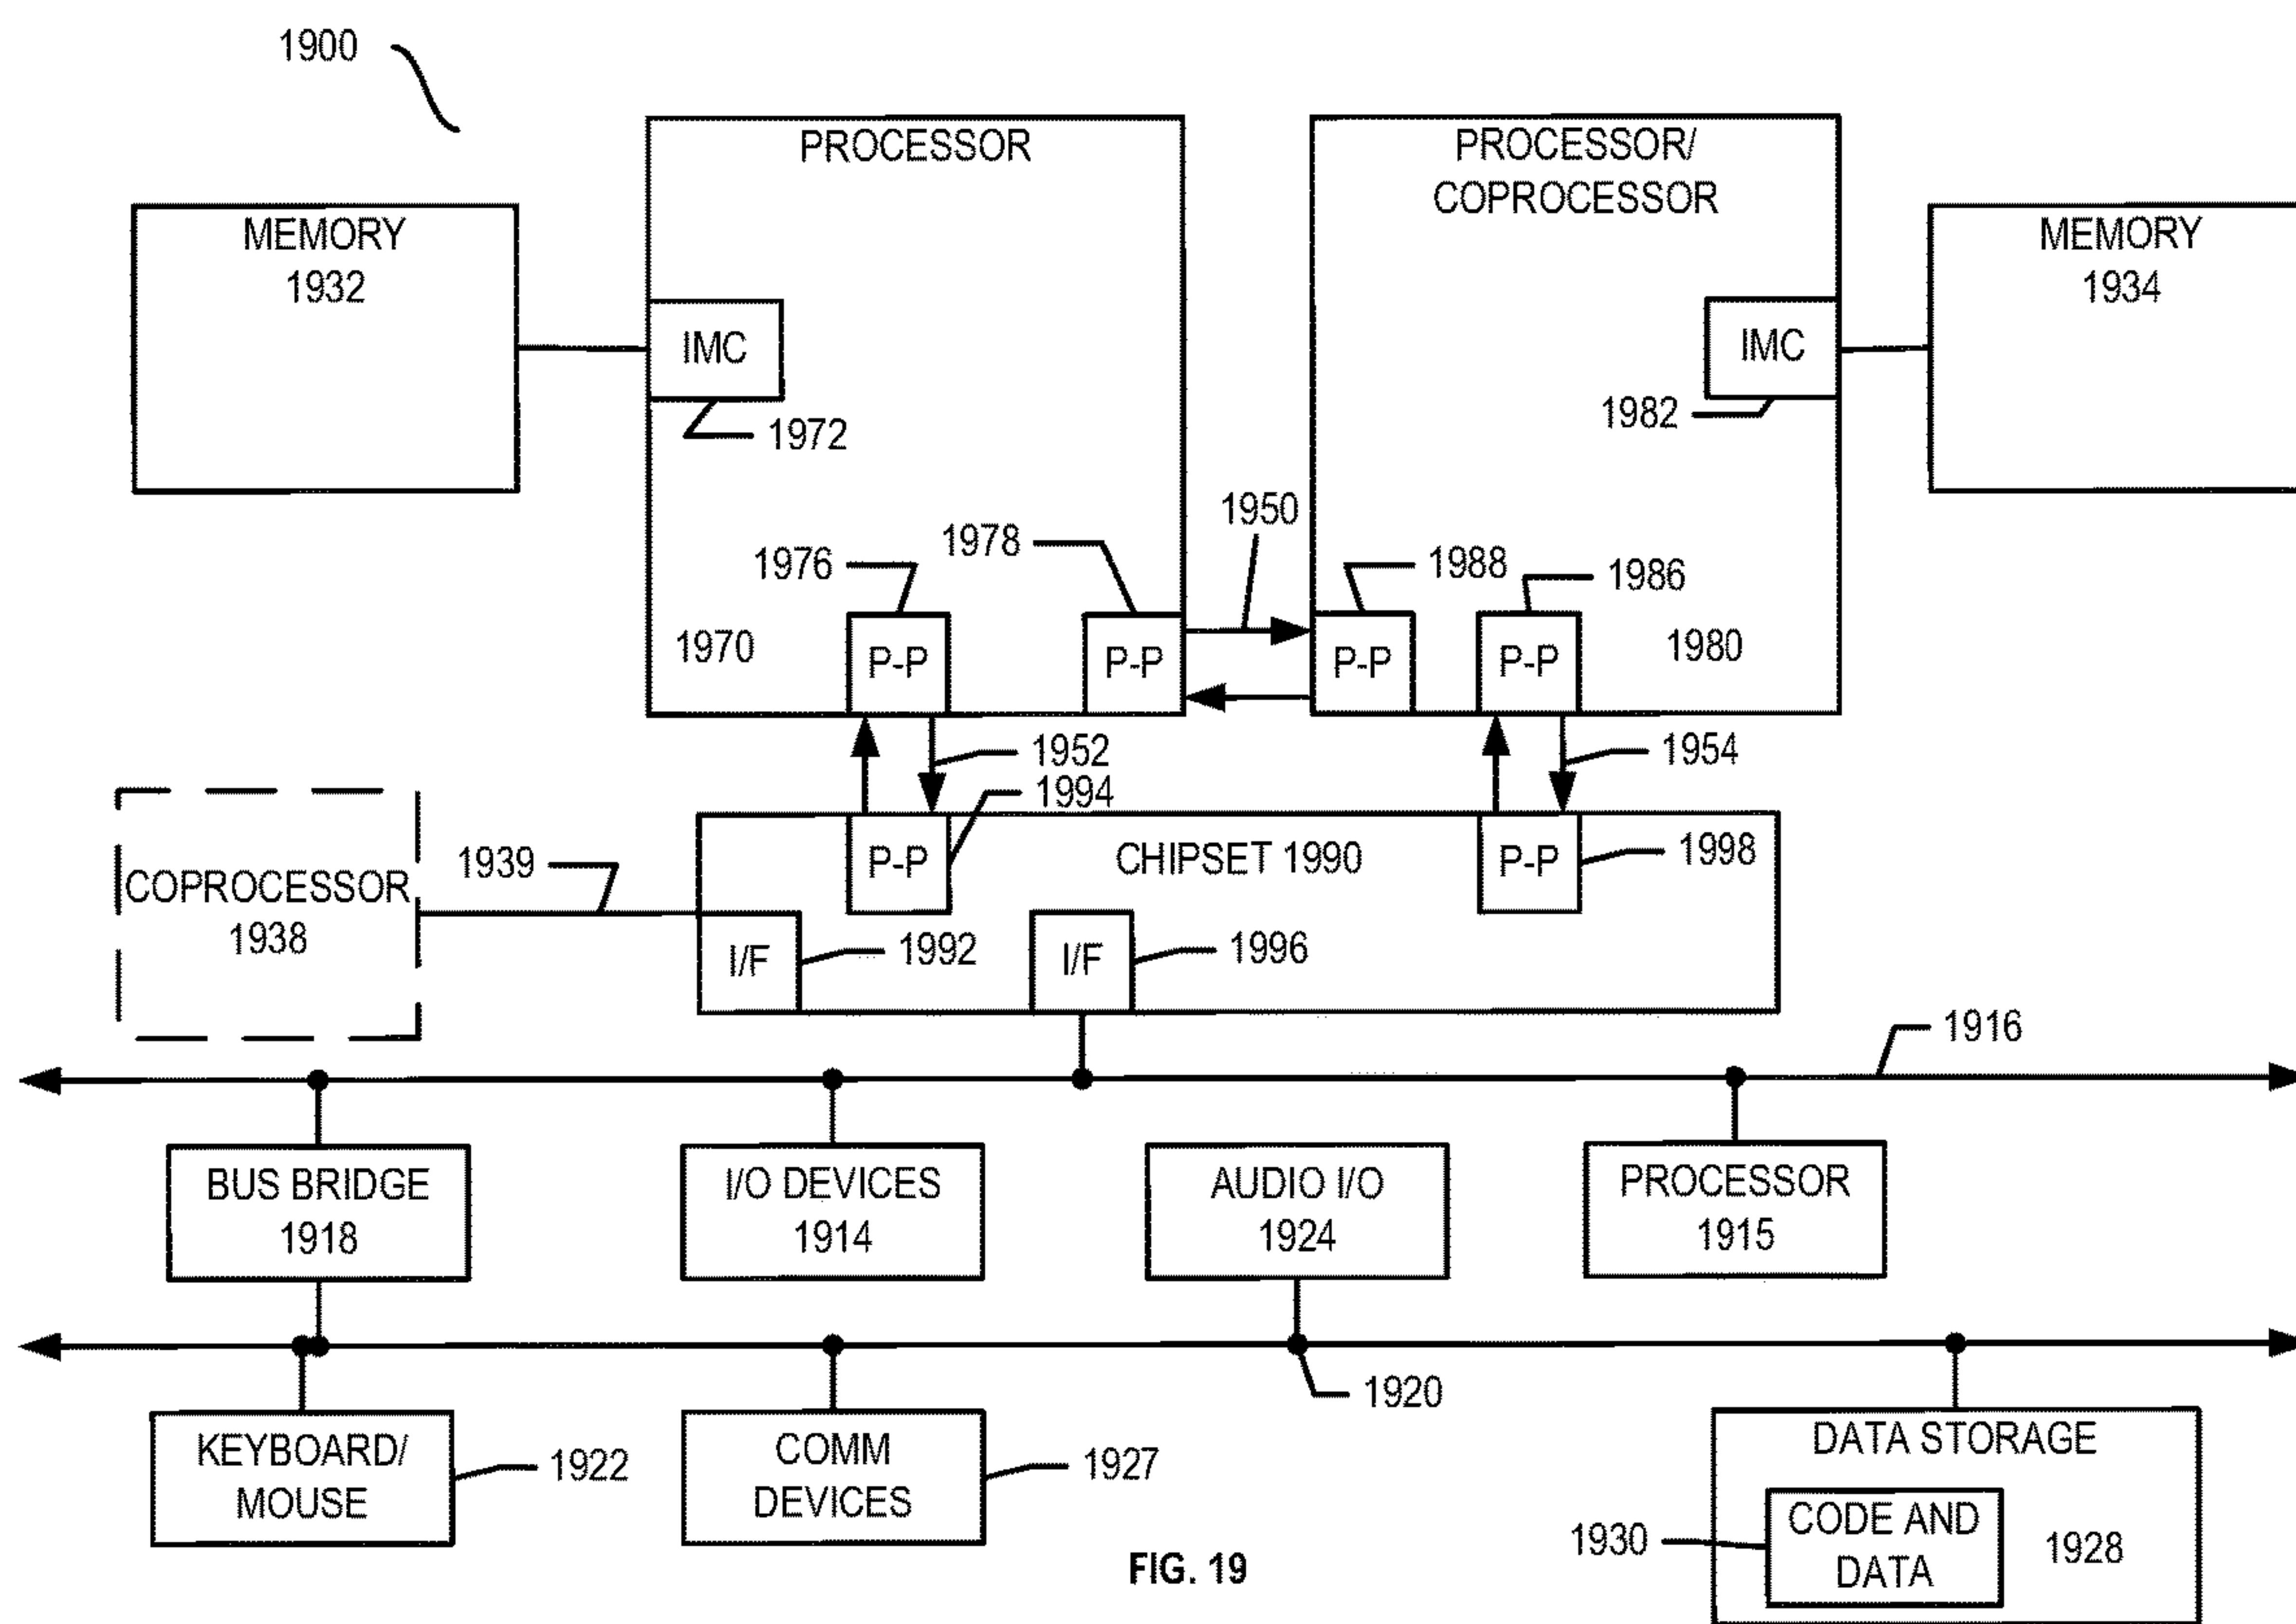 1900
PROCESSOR
PROCESSOR/
COPROCESSOR
MEMORY
1932
MEMORY
1934
IMC
1972
IMC
1982
1950
1976
1978
1988
1986
1970
P-P
P-P
P-P
P-P
1980
1952
1954
1994
COPROCESSOR
1938
1939
P-P
CHIPSET 1990
P-P
1998
I/F
1992
I/F
1996
1916
BUS BRIDGE
1918
I/O DEVICES
1914
AUDIO I/O
1924
PROCESSOR
1915
1920
KEYBOARD/
MOUSE
1922
COMM
DEVICES
1927
DATA STORAGE
1930
CODE AND
DATA
1928
FIG. 19